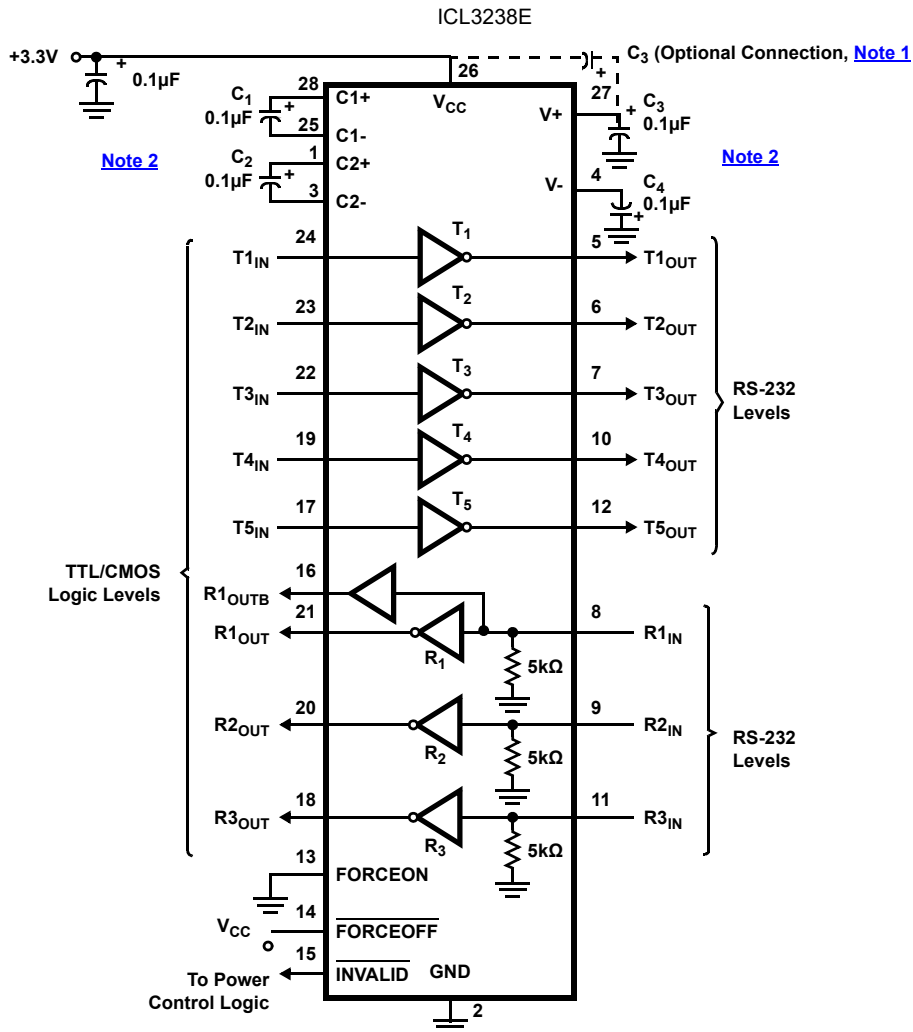 ICL3238E
+3.3V
+
0.1µF
C3 (Optional Connection, Note 1
+
26
27
28
C1
0.1µF
+
C1+
VCC
V+
+
C3
0.1µF
25
C1-
Note 2
1
C2
0.1µF
+
C2+
Note 2
3
C2-
4
V-
C4
0.1µF
+
24
T1IN
T1
5
T1OUT
23
T2IN
T2
6
T2OUT
22
T3IN
T3
7
T3OUT
RS-232
Levels
19
T4IN
T4
10
T4OUT
17
T5IN
T5
12
T5OUT
TTL/CMOS
Logic Levels
16
R1OUTB
21
R1OUT
R1
8
R1IN
5kΩ
20
R2OUT
R2
9
R2IN
5kΩ
RS-232
Levels
18
R3OUT
R3
11
R3IN
5kΩ
13
FORCEON
14
VCC
FORCEOFF
15
To Power
Control Logic
INVALID
GND
2